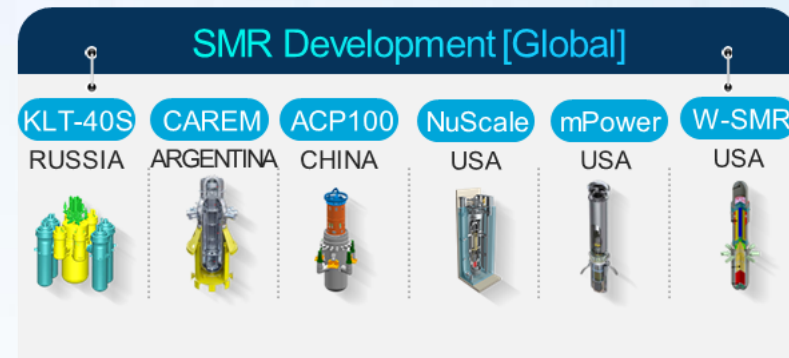 SMR Development [Global]
KLT-40S CAREM ACP100 NuScale mPower W-SMR
RUSSIA ARGENTINA CHINA USA USA USA